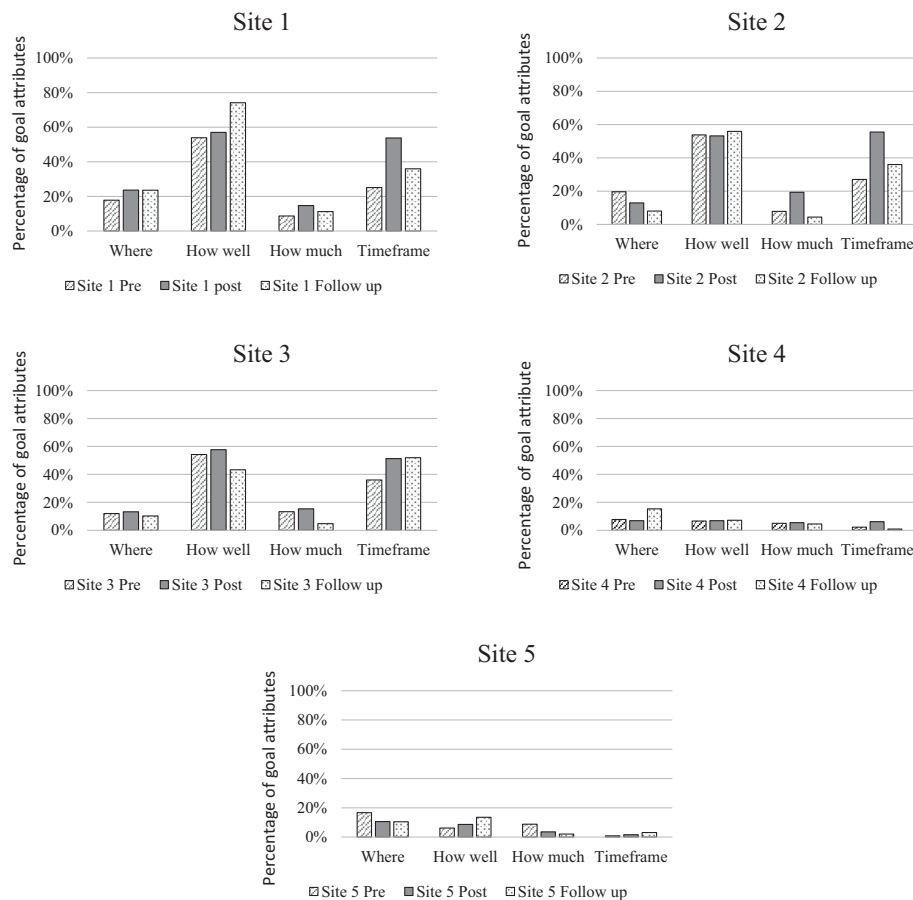 Site 1
Percentage of goal attributes
100%
80%
60%
40%
20%
0%
Where How well How much Timeframe
Site 1 Pre Site 1 post Site 1 Follow up
Site 2
Percentage of goal attributes
100%
80%
60%
40%
20%
0%
Where How well How much Timeframe
Site 2 Pre Site 2 Post Site 2 Follow up
Site 3
Percentage of goal attributes
100%
80%
60%
40%
20%
0%
Where How well How much Timeframe
Site 3 Pre Site 3 Post Site 3 Follow up
Site 4
Percentage of goal attribute
100%
80%
60%
40%
20%
0%
Where How well How much Timeframe
Site 4 Pre Site 4 Post Site 4 Follow up
Site 5
Percentage of goal attributes
100%
80%
60%
40%
20%
0%
Where How well How much Timeframe
Site 5 Pre Site 5 Post Site 5 Follow up